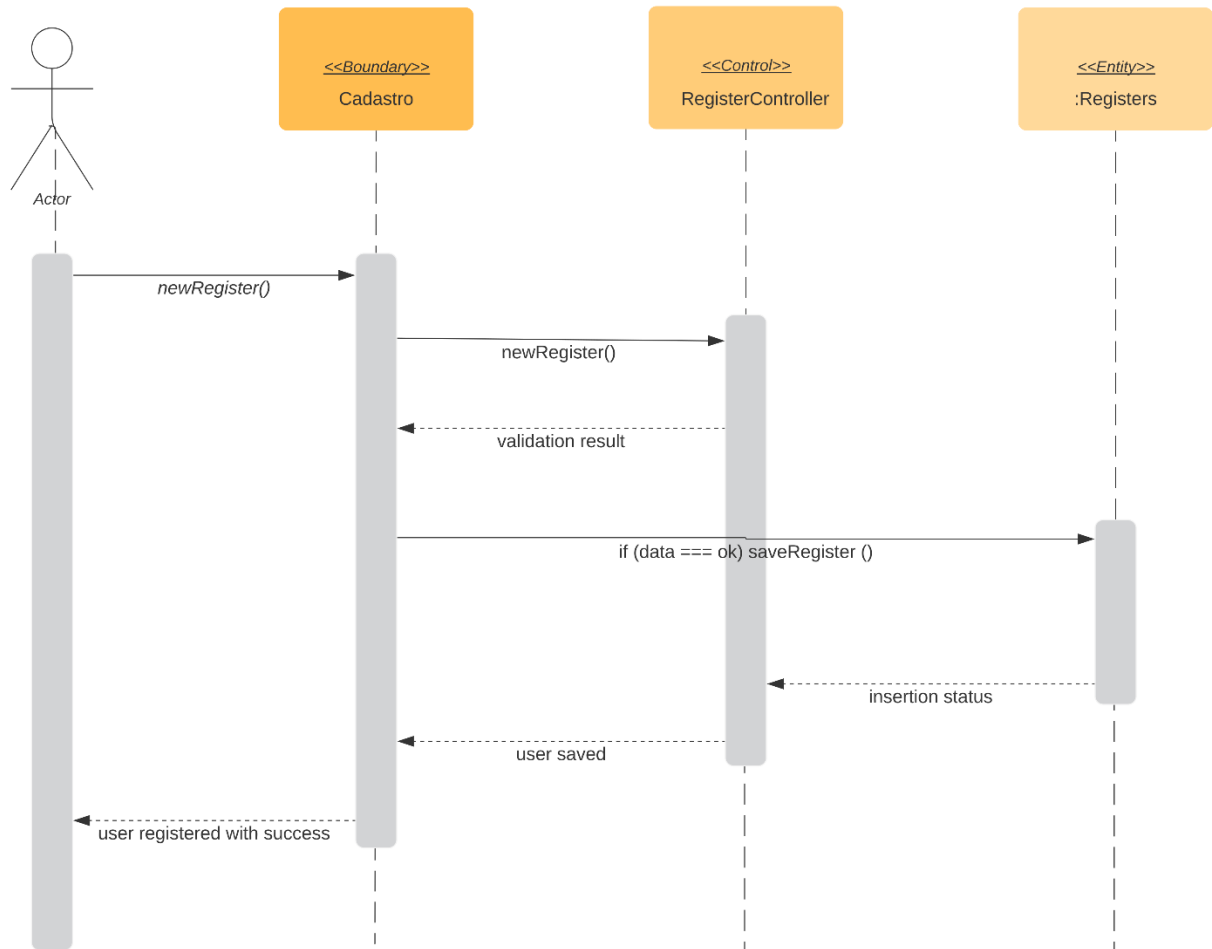 <<Boundary>>
Cadastro
<<Control>>
RegisterController
<<Entity>>
:Registers
Actor
newRegister()
newRegister()
validation result
if (data === ok) saveRegister ()
insertion status
user saved
user registered with success